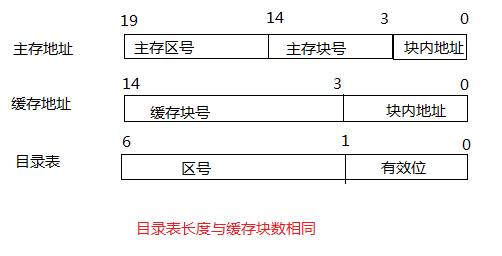 19 14 3 0
主存地址 主存区号 主存块号 块内地址
14 3 0
缓存地址 缓存块号 块内地址
6 1 0
目录表 区号 有效位
目录表长度与缓存块数相同